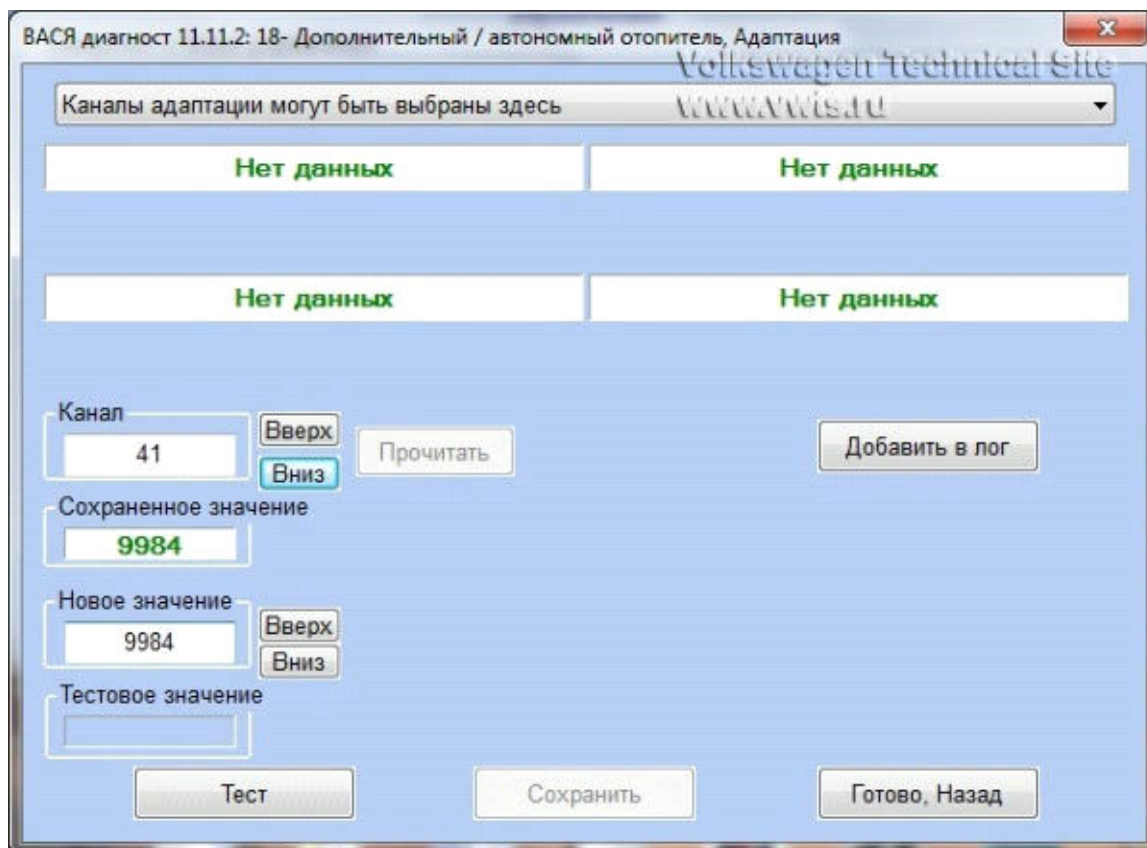 ВАСЯ диагност 11.11.2: 18- Дополнительный / автономный отопитель, Адаптация
Volkswagen Technical Site
www.vwts.ru
Каналы адаптации могут быть выбраны здесь
Нет данных Нет данных
Нет данных Нет данных
Канал
41
Вверх
Вниз
Прочитать
Добавить в лог
Сохраненное значение
9984
Новое значение
9984
Вверх
Вниз
Тестовое значение
Тест Сохранить Готово, Назад